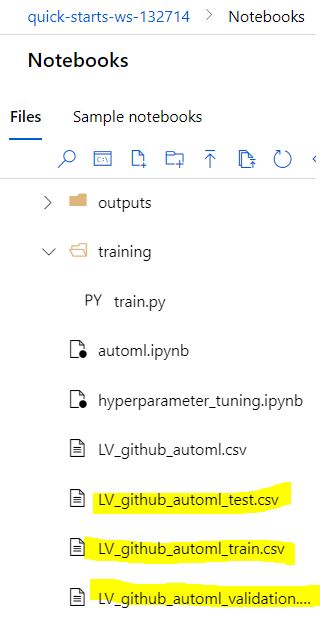 quick-starts-ws-132714 > Notebooks
Notebooks
Files Sample notebooks
outputs
training
PY train.py
automl.ipynb
hyperparameter_tuning.ipynb
LV_github_automl.csv
LV_github_automl_test.csv
LV_github_automl_train.csv
LV_github_automl_validation....